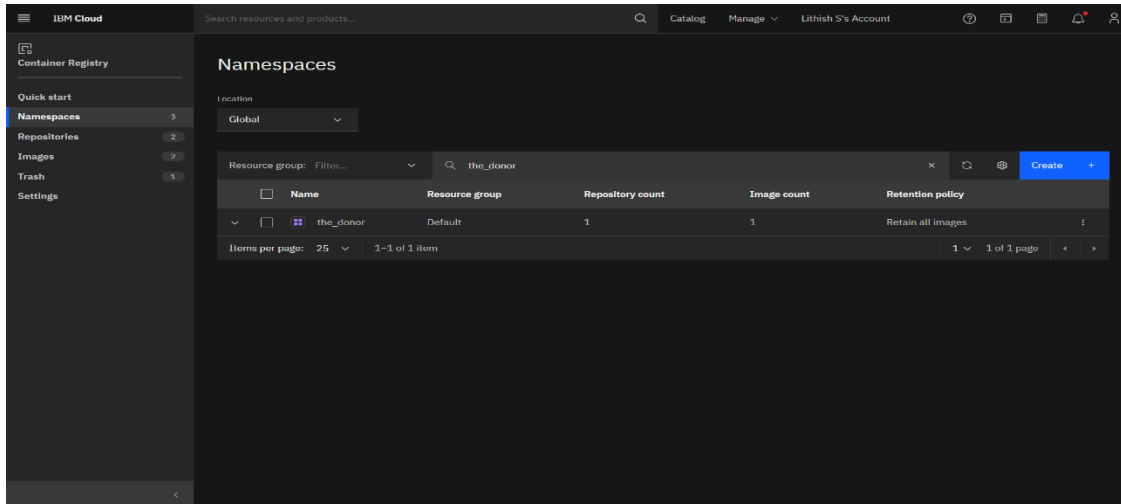 IBM Cloud
Search resources and products...
Catalog
Manage
Lithish S's Account
Container Registry
Quick start
Namespaces 3
Repositories 2
Images 2
Trash 1
Settings
Namespaces
Location
Global
Resource group: Filter...
the_donor
Create +
Name Resource group Repository count Image count Retention policy
the_donor Default 1 1 Retain all images
Items per page: 25 1–1 of 1 item 1 1 of 1 page